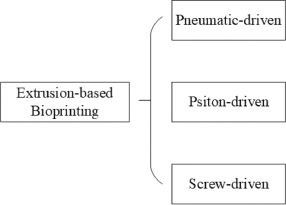 Pneumatic-driven
Extrusion-based
Bioprinting
Psiton-driven
Screw-driven